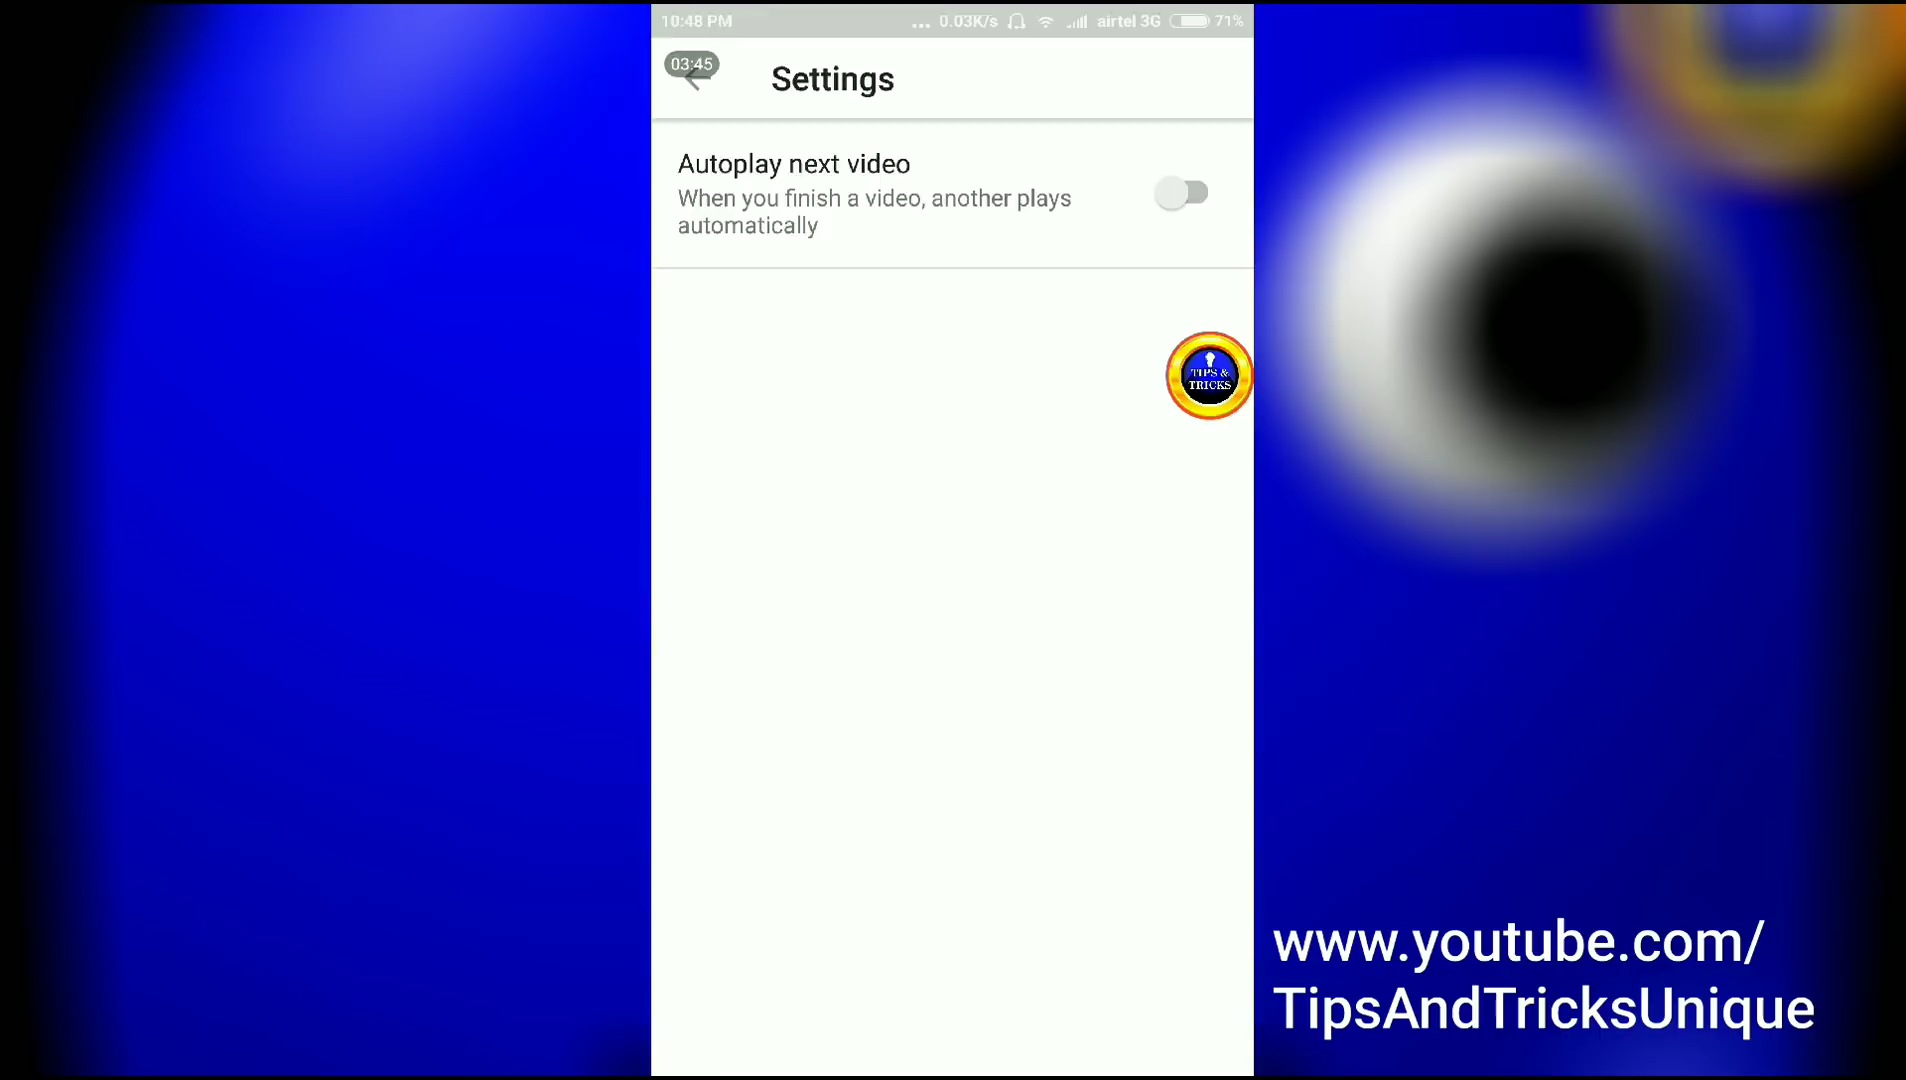 10:48 PM ... 0.03K/s airtel 3G 71%
03:45
Settings
Autoplay next video
When you finish a video, another plays
automatically
TIPS &
TRICKS
www.youtube.com/
TipsAndTricksUnique